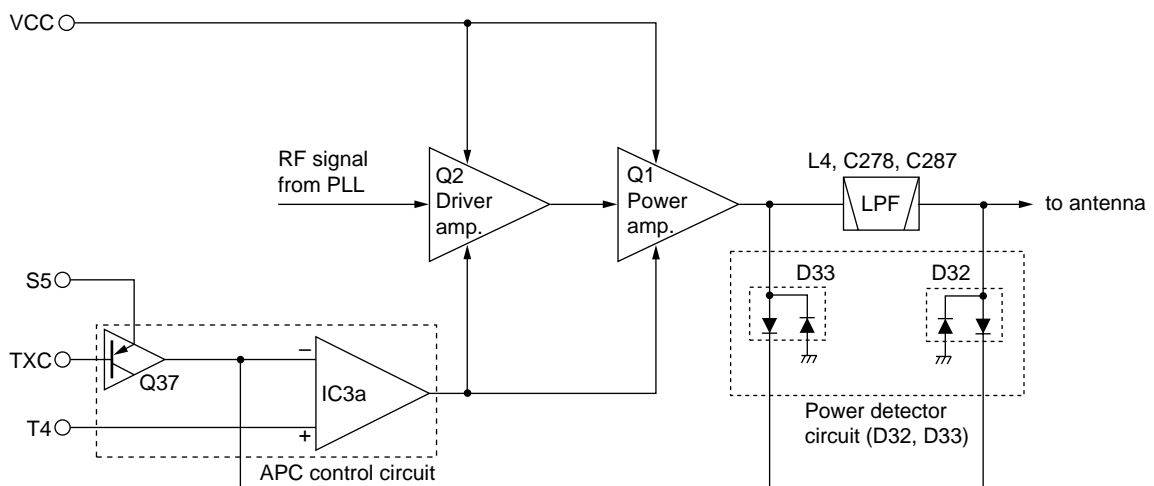 VCC
RF signal
from PLL
Q2
Driver
amp.
Q1
Power
amp.
L4, C278, C287
LPF
to antenna
D33
D32
S5
TXC
Q37
–
IC3a
T4
+
Power detector
circuit (D32, D33)
APC control circuit